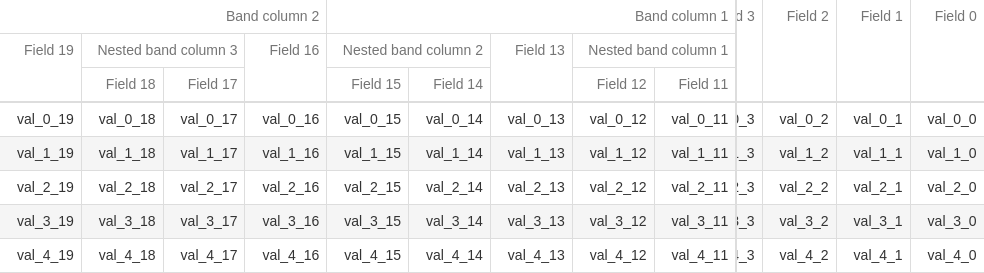 Band column 2 Band column 1 d 3 Field 2 Field 1 Field 0
Field 19 Nested band column 3 Field 16 Nested band column 2 Field 13 Nested band column 1
Field 18 Field 17 Field 15 Field 14 Field 12 Field 11
val_0_19 val_0_18 val_0_17 val_0_16 val_0_15 val_0_14 val_0_13 val_0_12 val_0_11 0_3 val_0_2 val_0_1 val_0_0
val_1_19 val_1_18 val_1_17 val_1_16 val_1_15 val_1_14 val_1_13 val_1_12 val_1_11 _3 val_1_2 val_1_1 val_1_0
val_2_19 val_2_18 val_2_17 val_2_16 val_2_15 val_2_14 val_2_13 val_2_12 val_2_11 2_3 val_2_2 val_2_1 val_2_0
val_3_19 val_3_18 val_3_17 val_3_16 val_3_15 val_3_14 val_3_13 val_3_12 val_3_11 3_3 val_3_2 val_3_1 val_3_0
val_4_19 val_4_18 val_4_17 val_4_16 val_4_15 val_4_14 val_4_13 val_4_12 val_4_11 _3 val_4_2 val_4_1 val_4_0